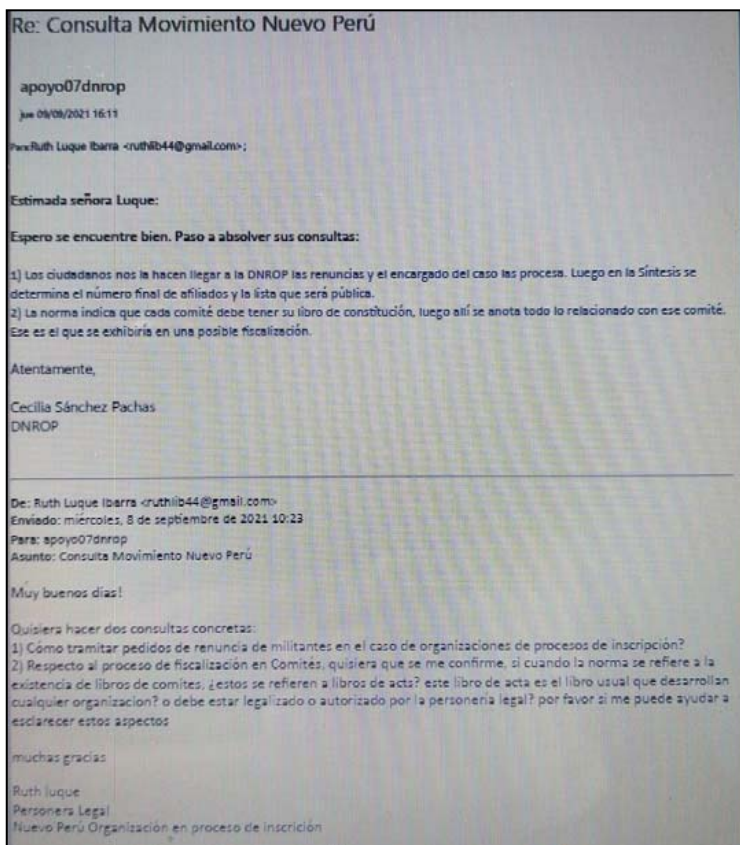 Re: Consulta Movimiento Nuevo Perú
apoyo07dnrop
jue 09/09/2021 16:11
Para:Ruth Luque Ibarra <ruthlib44@gmail.com>;
Estimada señora Luque:
Espero se encuentre bien. Paso a absolver sus consultas:
1) Los ciudadanos nos la hacen llegar a la DNROP las renuncias y el encargado del caso las procesa. Luego en la Síntesis se
determina el número final de afiliados y la lista que será pública.
2) La norma indica que cada comité debe tener su libro de constitución, luego allí se anota todo lo relacionado con ese comité.
Ese es el que se exhibiría en una posible fiscalización.
Atentamente,
Cecilia Sánchez Pachas
DNROP
De: Ruth Luque Ibarra <ruthlib44@gmail.com>
Enviado: miércoles, 8 de septiembre de 2021 10:23
Para: apoyo07dnrop
Asunto: Consulta Movimiento Nuevo Perú
Muy buenos días!
Quisiera hacer dos consultas concretas:
1) Cómo tramitar pedidos de renuncia de militantes en el caso de organizaciones de procesos de inscripción?
2) Respecto al proceso de fiscalización en Comités, quisiera que se me confirme, si cuando la norma se refiere a la
existencia de libros de comites, ¿estos se refieren a libros de acta? este libro de acta es el libro usual que desarrollan
cualquier organizacion? o debe estar legalizado o autorizado por la personeria legal? por favor si me puede ayudar a
esclarecer estos aspectos
muchas gracias
Ruth luque
Personera Legal
Nuevo Perú Organización en proceso de inscrición